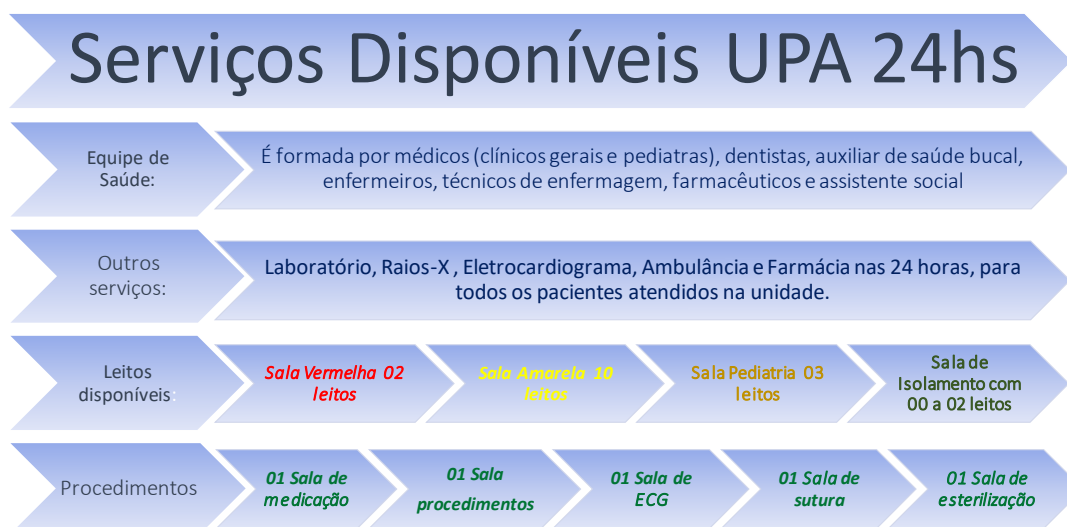 Serviços Disponíveis UPA 24hs
Equipe de
Saúde:
É formada por médicos (clínicos gerais e pediatras), dentistas, auxiliar de saúde bucal,
enfermeiros, técnicos de enfermagem, farmacêuticos e assistente social
Outros
serviços:
Laboratório, Raios-X , Eletrocardiograma, Ambulância e Farmácia nas 24 horas, para
todos os pacientes atendidos na unidade.
Leitos
disponíveis:
Sala Vermelha 02
leitos
Sala Amarela 10
leitos
Sala Pediatria 03
leitos
Sala de
Isolamento com
00 a 02 leitos
Procedimentos
01 Sala de
medicação
01 Sala
procedimentos
01 Sala de
ECG
01 Sala de
sutura
01 Sala de
esterilização